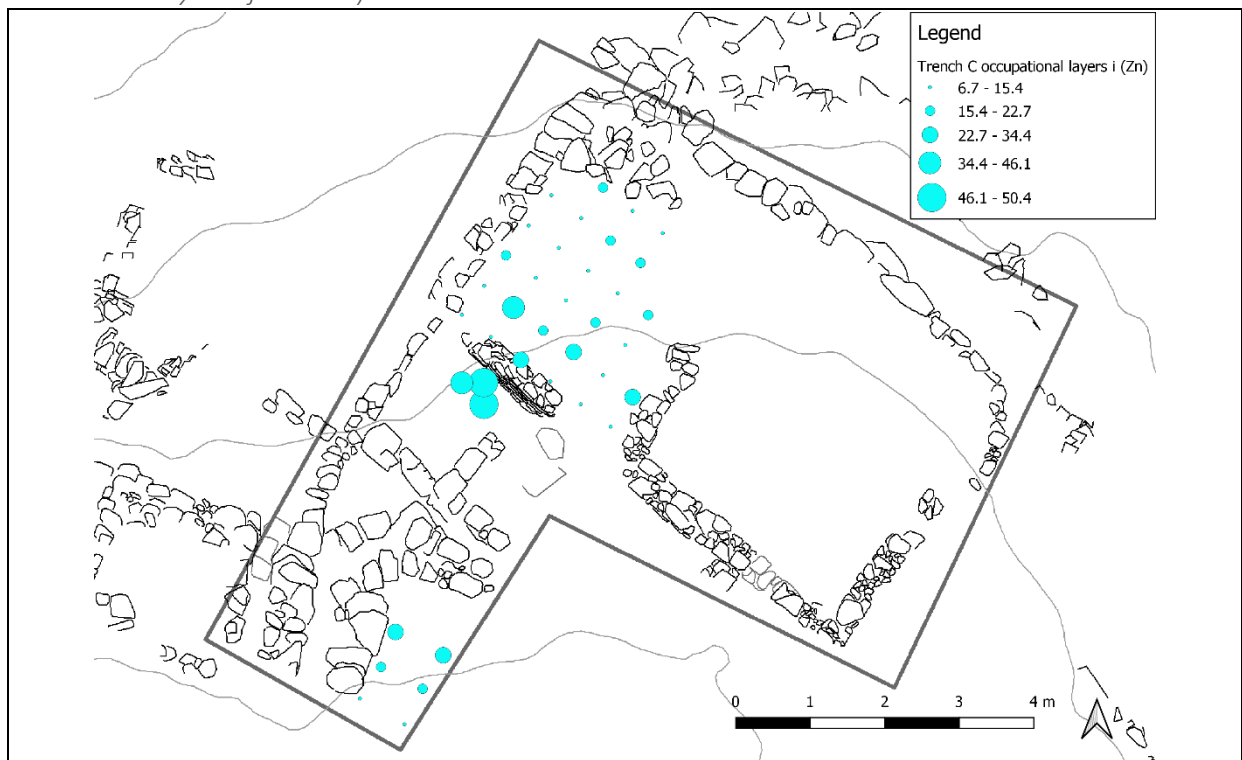 Legend
Trench C occupational layers i (Zn)
6.7 - 15.4
15.4 - 22.7
22.7 - 34.4
34.4 - 46.1
46.1 - 50.4
0 1 2 3 4 m